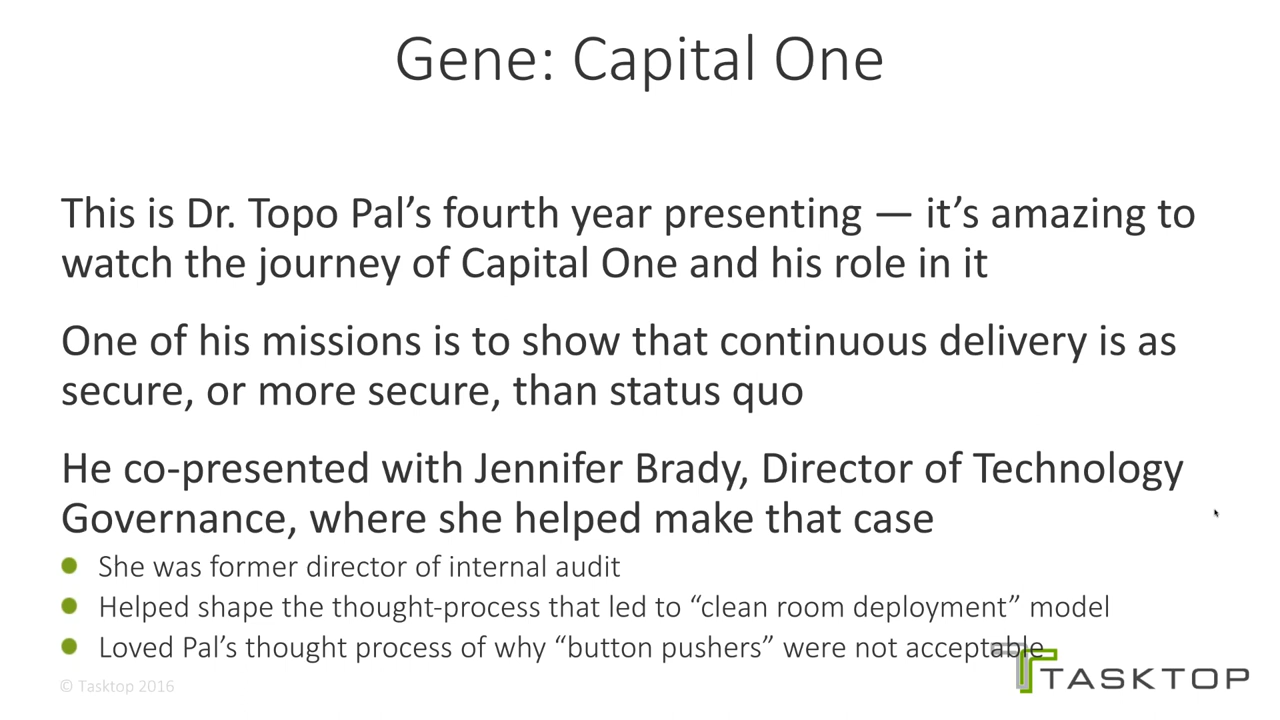 Gene: Capital One
This is Dr. Topo Pal’s fourth year presenting — it’s amazing to
watch the journey of Capital One and his role in it
One of his missions is to show that continuous delivery is as
secure, or more secure, than status quo
He co-presented with Jennifer Brady, Director of Technology
Governance, where she helped make that case
She was former director of internal audit
Helped shape the thought-process that led to “clean room deployment” model
Loved Pal’s thought process of why “button pushers” were not acceptable
© Tasktop 2016
TASKTOP